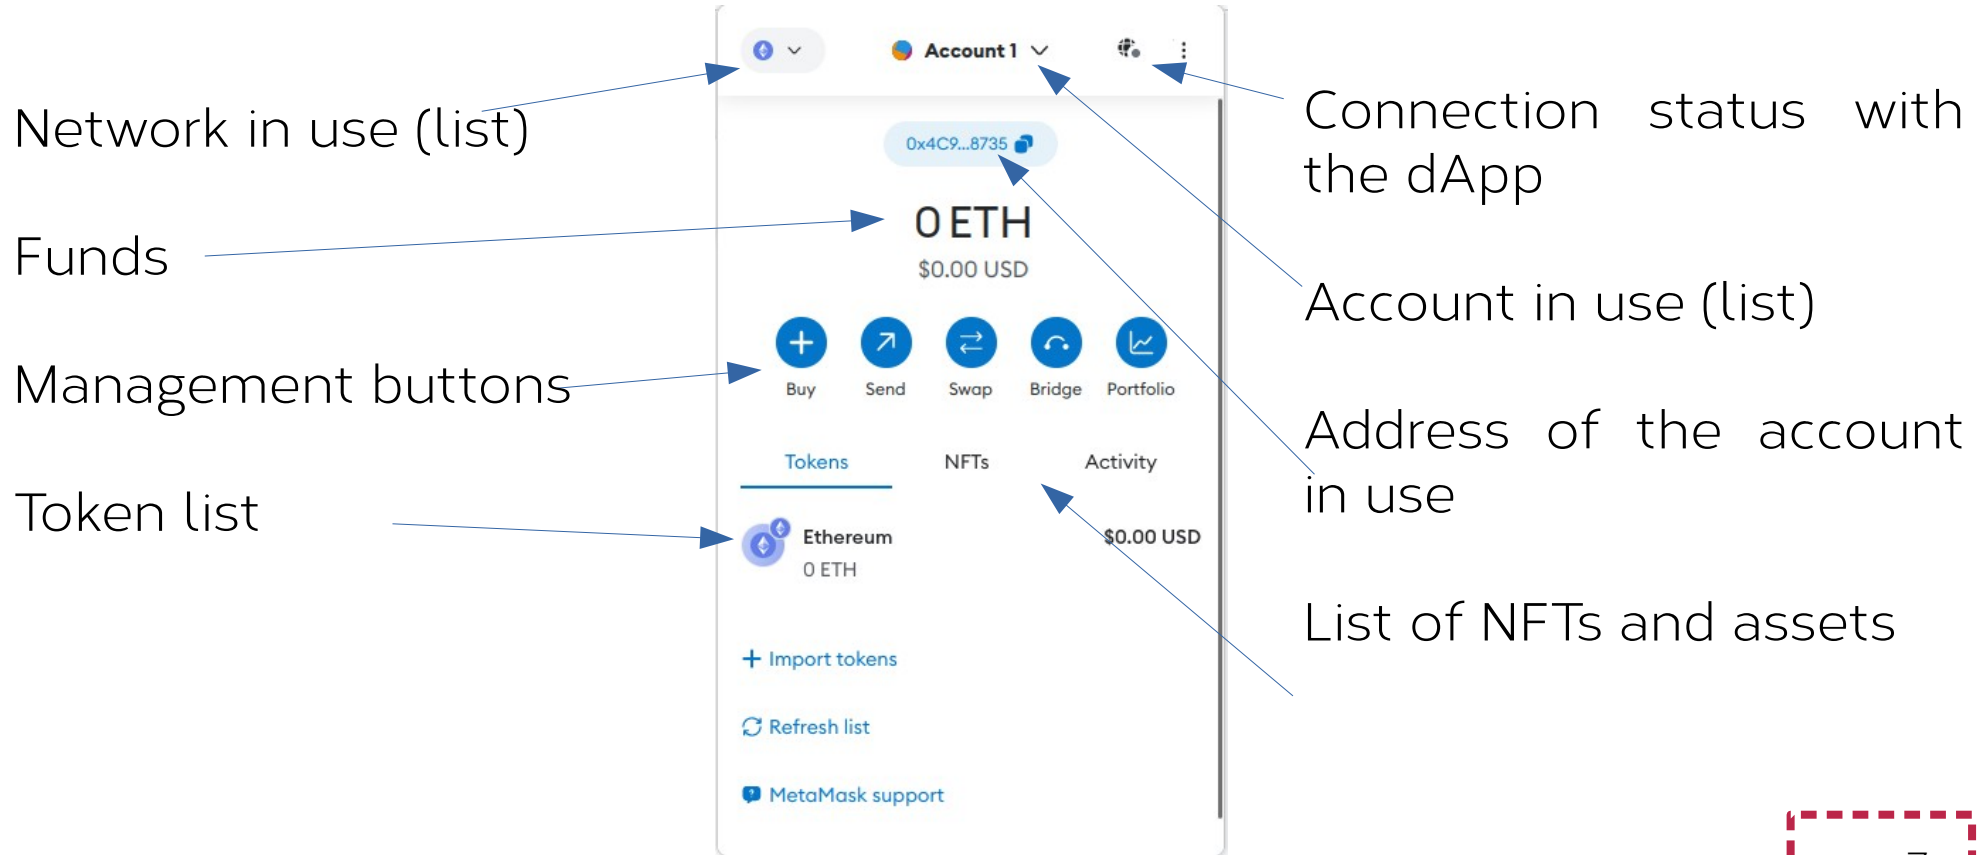 Network in use (list)
Funds
Management buttons
Token list
Account 1
0x4C9...8735
0 ETH
$0.00 USD
Buy
Send
Swap
Bridge
Portfolio
Tokens
NFTs
Activity
Ethereum
$0.00 USD
0 ETH
+ Import tokens
Refresh list
MetaMask support
Connection status with
the dApp
Account in use (list)
Address of the account
in use
List of NFTs and assets